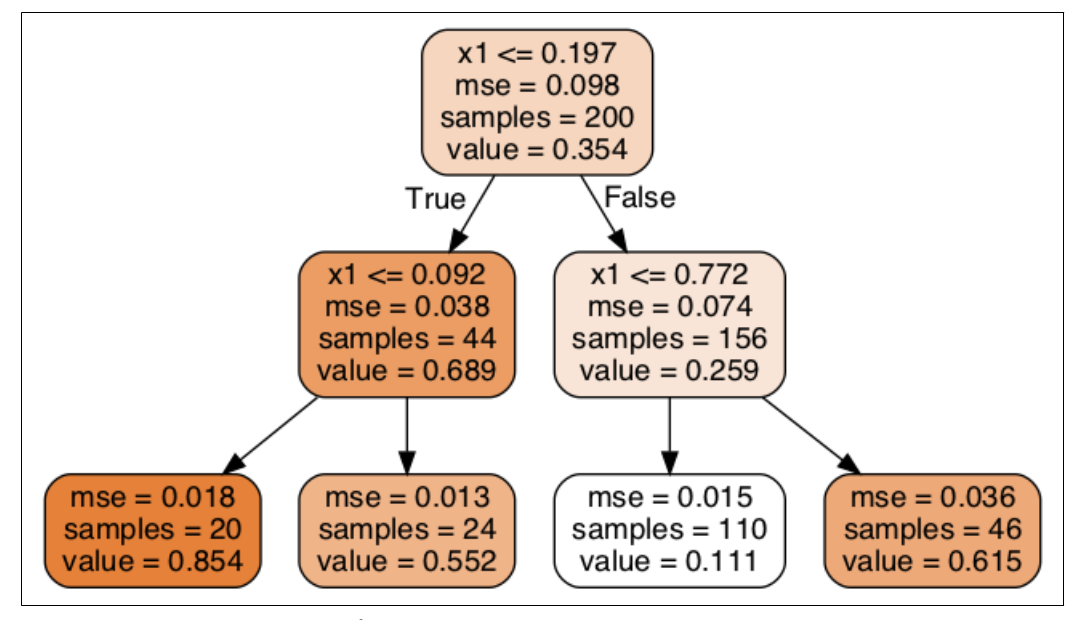 x1 <= 0.197
mse = 0.098
samples = 200
value = 0.354
True
False
x1 <= 0.092
mse = 0.038
samples = 44
value = 0.689
x1 <= 0.772
mse = 0.074
samples = 156
value = 0.259
mse = 0.018
samples = 20
value = 0.854
mse = 0.013
samples = 24
value = 0.552
mse = 0.015
samples = 110
value = 0.111
mse = 0.036
samples = 46
value = 0.615